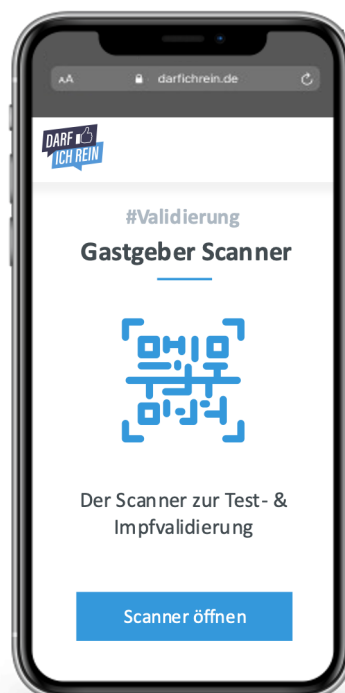 AA darfichrein.de
DARF
ICH REIN
#Validierung
Gastgeber Scanner
Der Scanner zur Test- &
Impfvalidierung
Scanner öffnen